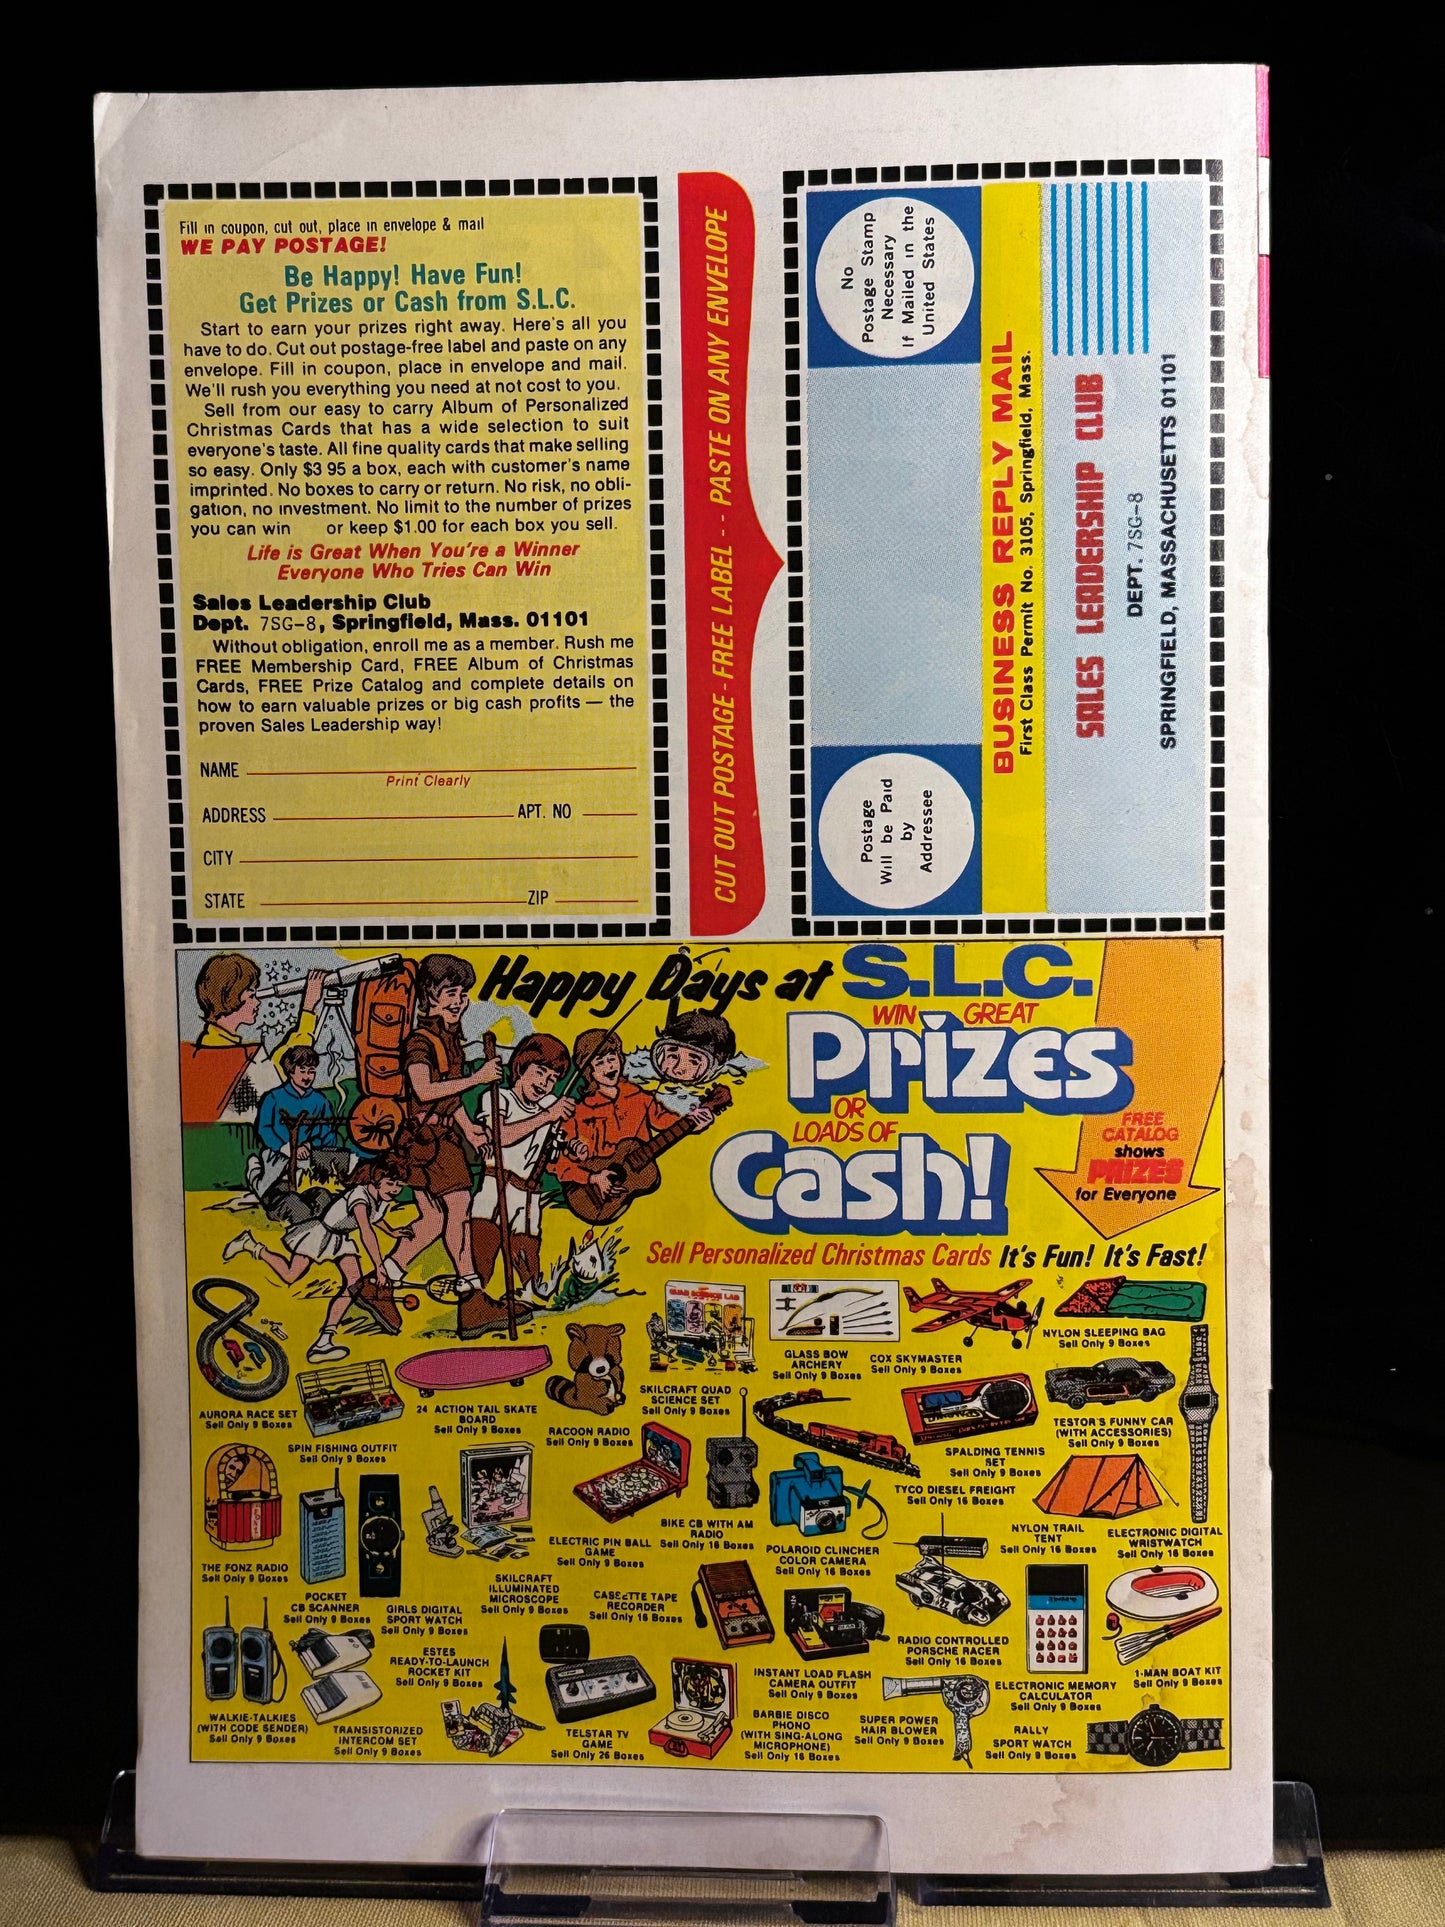 Fill in coupon, cut out, place in envelope & mail
WE PAY POSTAGE!
Be Happy! Have Fun!
Get Prizes or Cash from S.L.C.
Start to earn your prizes right away. Here's all you
have to do. Cut out postage-free label and paste on any
envelope. Fill in coupon, place in envelope and mail.
We'll rush you everything you need at not cost to you.
Sell from our easy to carry Album of Personalized
Christmas Cards that has a wide selection to suit
everyone's taste. All fine quality cards that make selling
so easy. Only $3 95 a box, each with customer's name
imprinted. No boxes to carry or return. No risk, no obli-
gation, no investment. No limit to the number of prizes
you can win or keep $1.00 for each box you sell.
Life is Great When You're a Winner
Everyone Who Tries Can Win
Sales Leadership Club
Dept. 7SG-8, Springfield, Mass. 01101
Without obligation, enroll me as a member. Rush me
FREE Membership Card, FREE Album of Christmas
Cards, FREE Prize Catalog and complete details on
how to earn valuable prizes or big cash profits — the
proven Sales Leadership way!
NAME
Print Clearly
ADDRESS APT. NO
CITY
STATE ZIP
CUT OUT POSTAGE-FREE LABEL -- PASTE ON ANY ENVELOPE
No
Postage Stamp
Necessary
If Mailed in the
United States
Postage
Will be Paid
by
Addressee
BUSINESS REPLY MAIL
First Class Permit No. 3105, Springfield, Mass.
SALES LEADERSHIP CLUB
DEPT. 7SG-8
SPRINGFIELD, MASSACHUSETTS 01101
Happy Days at S.L.C.
WIN GREAT
Prizes
OR
LOADS OF
Cash!
FREE
CATALOG
shows
PRIZES
for Everyone
Sell Personalized Christmas Cards It's Fun! It's Fast!
AURORA RACE SET
Sell Only 9 Boxes
SPIN FISHING OUTFIT
Sell Only 9 Boxes
24 ACTION TAIL SKATE
BOARD
Sell Only 9 Boxes
RACOON RADIO
Sell Only 9 Boxes
QUAD SCIENCE LAB
SKILCRAFT QUAD
SCIENCE SET
Sell Only 9 Boxes
GLASS BOW
ARCHERY
Sell Only 9 Boxes
COX SKYMASTER
Sell Only 9 Boxes
NYLON SLEEPING BAG
Sell Only 9 Boxes
TESTOR'S FUNNY CAR
(WITH ACCESSORIES)
Sell Only 9 Boxes
SPALDING TENNIS
SET
Sell Only 9 Boxes
TYCO DIESEL FREIGHT
Sell Only 16 Boxes
NYLON TRAIL
TENT
Sell Only 16 Boxes
ELECTRONIC DIGITAL
WRISTWATCH
Sell Only 16 Boxes
THE FONZ RADIO
Sell Only 9 Boxes
POCKET
CB SCANNER
Sell Only 9 Boxes
GIRLS DIGITAL
SPORT WATCH
Sell Only 9 Boxes
SKILCRAFT
ILLUMINATED
MICROSCOPE
Sell Only 9 Boxes
ELECTRIC PIN BALL
GAME
Sell Only 9 Boxes
BIKE CB WITH AM
RADIO
Sell Only 16 Boxes
POLAROID CLINCHER
COLOR CAMERA
Sell Only 16 Boxes
CASSETTE TAPE
RECORDER
Sell Only 16 Boxes
RADIO CONTROLLED
PORSCHE RACER
Sell Only 16 Boxes
1-MAN BOAT KIT
Sell Only 9 Boxes
WALKIE-TALKIES
(WITH CODE SENDER)
Sell Only 9 Boxes
TRANSISTORIZED
INTERCOM SET
Sell Only 9 Boxes
ESTES
READY-TO-LAUNCH
ROCKET KIT
Sell Only 9 Boxes
TELSTAR TV
GAME
Sell Only 26 Boxes
INSTANT LOAD FLASH
CAMERA OUTFIT
Sell Only 9 Boxes
BARBIE DISCO
PHONO
(WITH SING-ALONG
MICROPHONE)
Sell Only 16 Boxes
SUPER POWER
HAIR BLOWER
Sell Only 9 Boxes
ELECTRONIC MEMORY
CALCULATOR
Sell Only 9 Boxes
RALLY
SPORT WATCH
Sell Only 9 Boxes